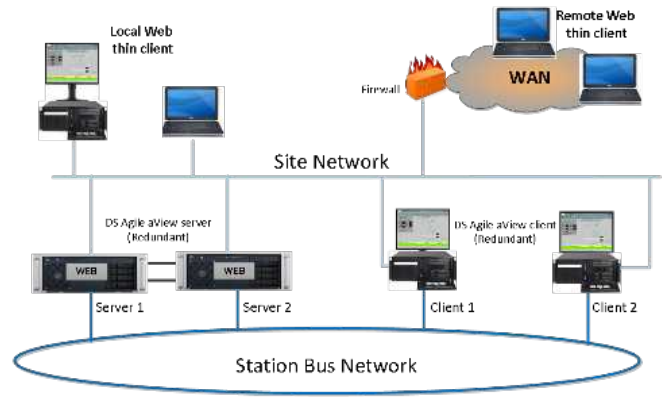 Local Web
thin client
Remote Web
thin client
WAN
Firewall
Site Network
DS Agile aView server
(Redundant)
DS Agile aView client
(Redundant)
WEB
WEB
Server 1
Server 2
Client 1
Client 2
Station Bus Network